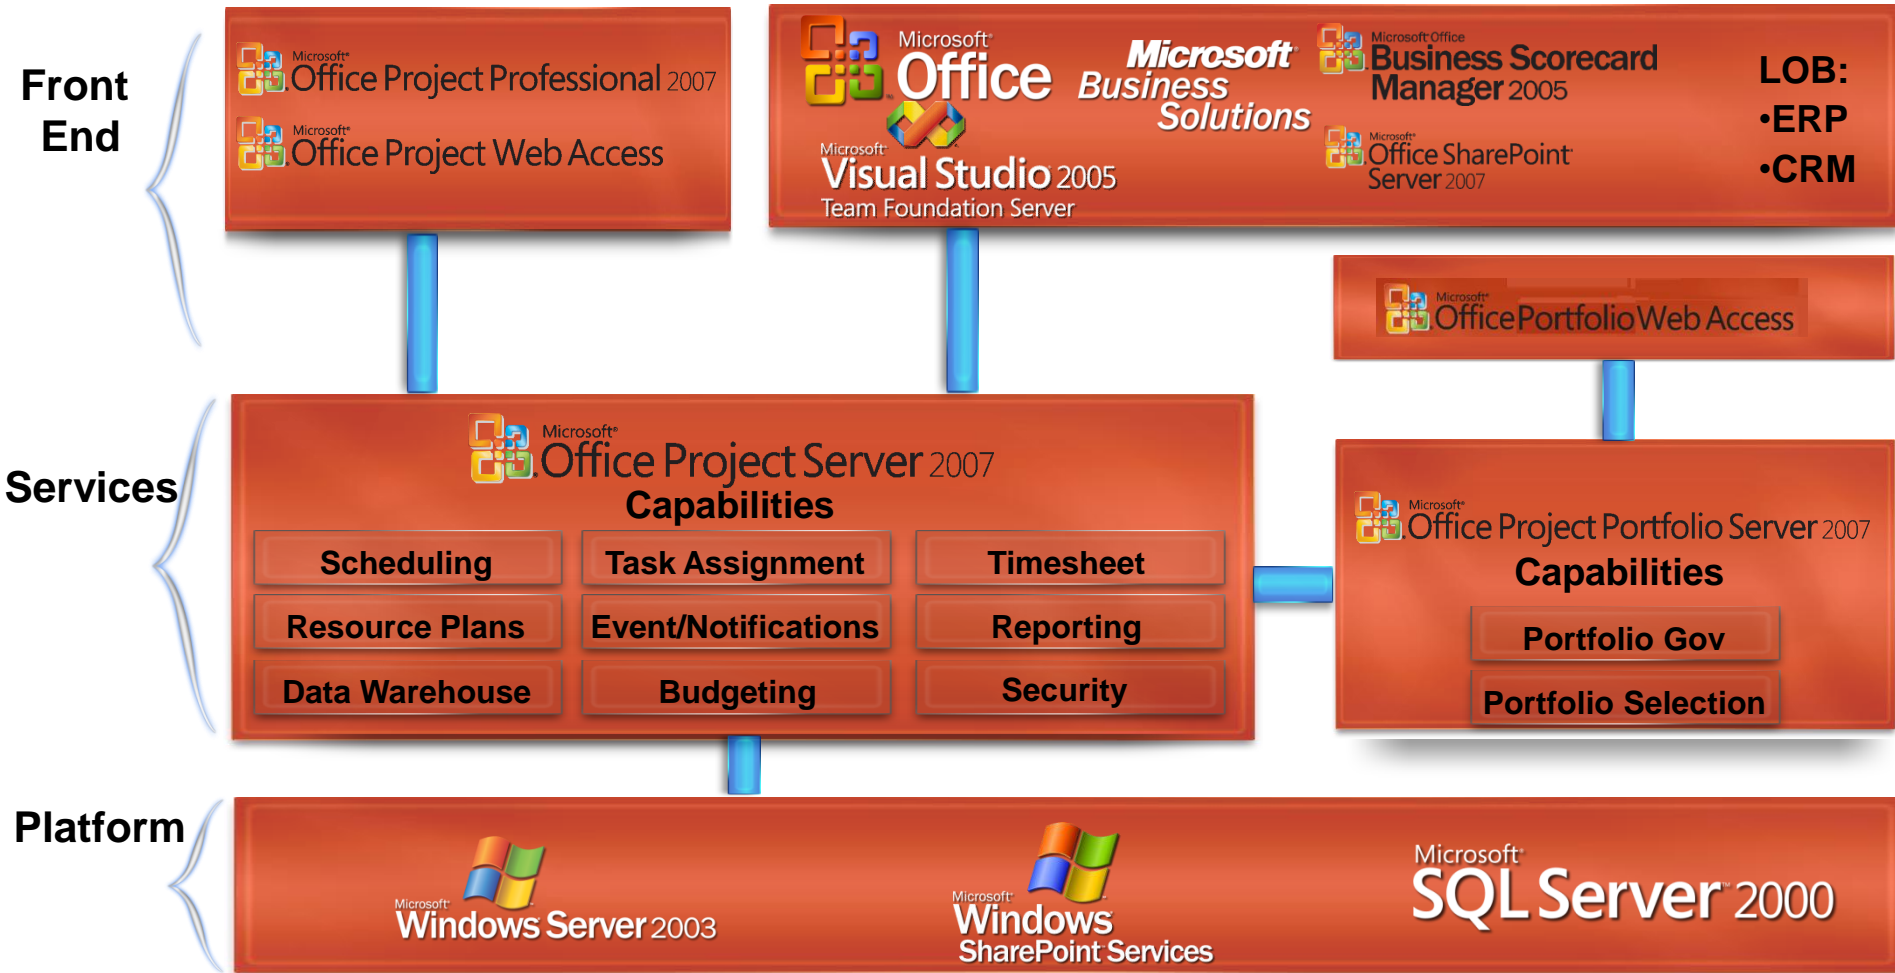 Front
End
Microsoft®
Office Project Professional 2007
Microsoft®
Office Project Web Access
Microsoft®
Office
Microsoft®
Visual Studio 2005
Team Foundation Server
Microsoft®
Business
Solutions
Microsoft Office
Business Scorecard
Manager 2005
Microsoft®
Office SharePoint®
Server 2007
LOB:
•ERP
•CRM
Microsoft®
Office Portfolio Web Access
Services
Microsoft®
Office Project Server 2007
Capabilities
Scheduling
Task Assignment
Timesheet
Resource Plans
Event/Notifications
Reporting
Data Warehouse
Budgeting
Security
Microsoft®
Office Project Portfolio Server 2007
Capabilities
Portfolio Gov
Portfolio Selection
Platform
Microsoft®
Windows Server 2003
Microsoft®
Windows
SharePoint Services
Microsoft®
SQL Server™ 2000